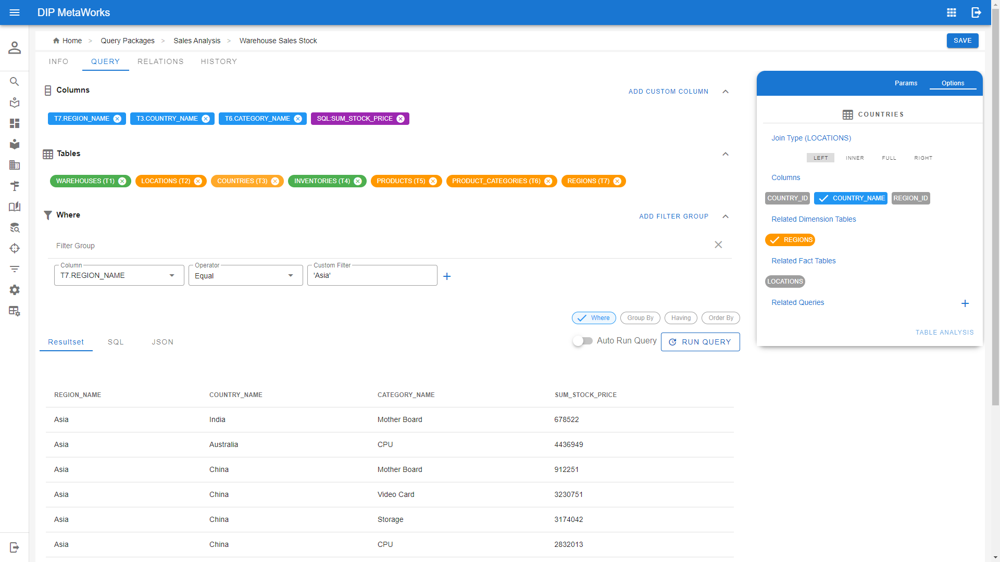 DIP MetaWorks
Home > Query Packages > Sales Analysis > Warehouse Sales Stock
SAVE
INFO QUERY RELATIONS HISTORY
Columns
ADD CUSTOM COLUMN
T7.REGION_NAME T3.COUNTRY_NAME T6.CATEGORY_NAME SQL:SUM_STOCK_PRICE
Tables
WAREHOUSES (T1) LOCATIONS (T2) COUNTRIES (T3) INVENTORIES (T4) PRODUCTS (T5) PRODUCT_CATEGORIES (T6) REGIONS (T7)
Where
ADD FILTER GROUP
Filter Group
Column Operator Custom Filter
T7.REGION_NAME Equal 'Asia'
Where Group By Having Order By
Resultset SQL JSON
Auto Run Query RUN QUERY
REGION_NAME COUNTRY_NAME CATEGORY_NAME SUM_STOCK_PRICE
Asia India Mother Board 678522
Asia Australia CPU 4436949
Asia China Mother Board 912251
Asia China Video Card 3230751
Asia China Storage 3174042
Asia China CPU 2832013
Params Options
COUNTRIES
Join Type (LOCATIONS)
LEFT INNER FULL RIGHT
Columns
COUNTRY_ID COUNTRY_NAME REGION_ID
Related Dimension Tables
REGIONS
Related Fact Tables
LOCATIONS
Related Queries
TABLE ANALYSIS